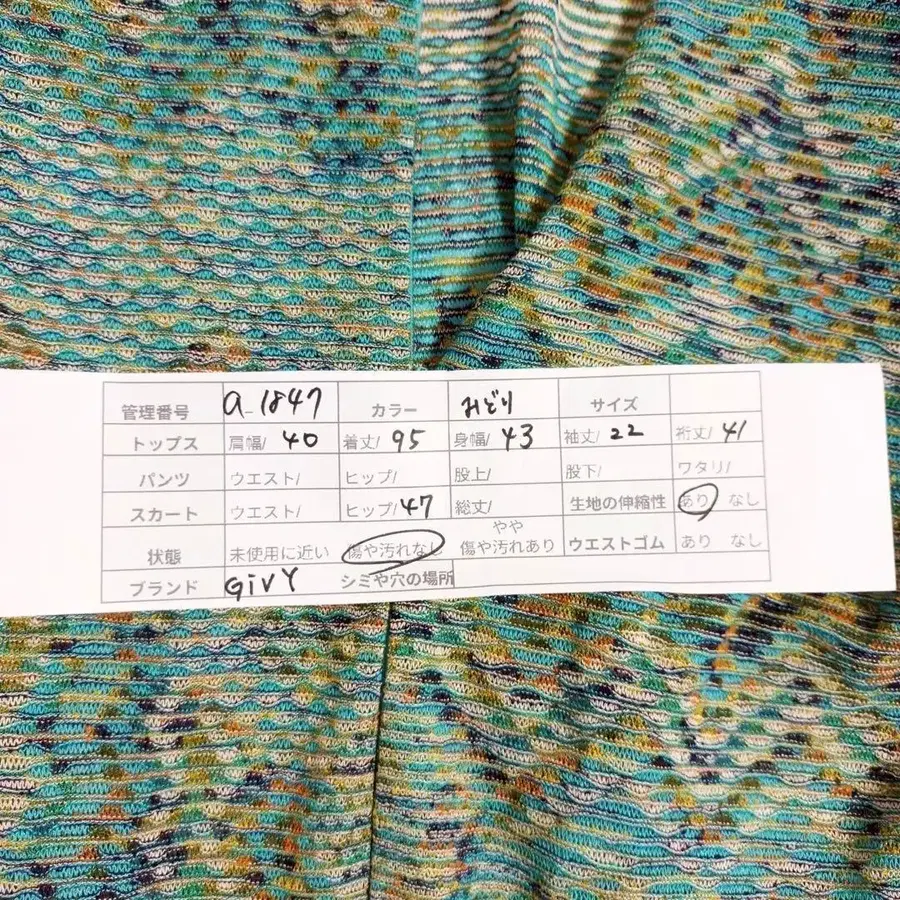 管理番号 a-1847 カラー みどり サイズ
トップス 肩幅/ 40 着丈/ 95 身幅/ 43 袖丈/ 22 裄丈/ 41
パンツ ウエスト/ ヒップ/ 股上/ 股下/ ワタリ/
スカート ウエスト/ ヒップ/ 47 総丈/ 生地の伸縮性 あり なし
状態 未使用に近い 傷や汚れなし やや傷や汚れあり ウエストゴム あり なし
ブランド GiVY シミや穴の場所